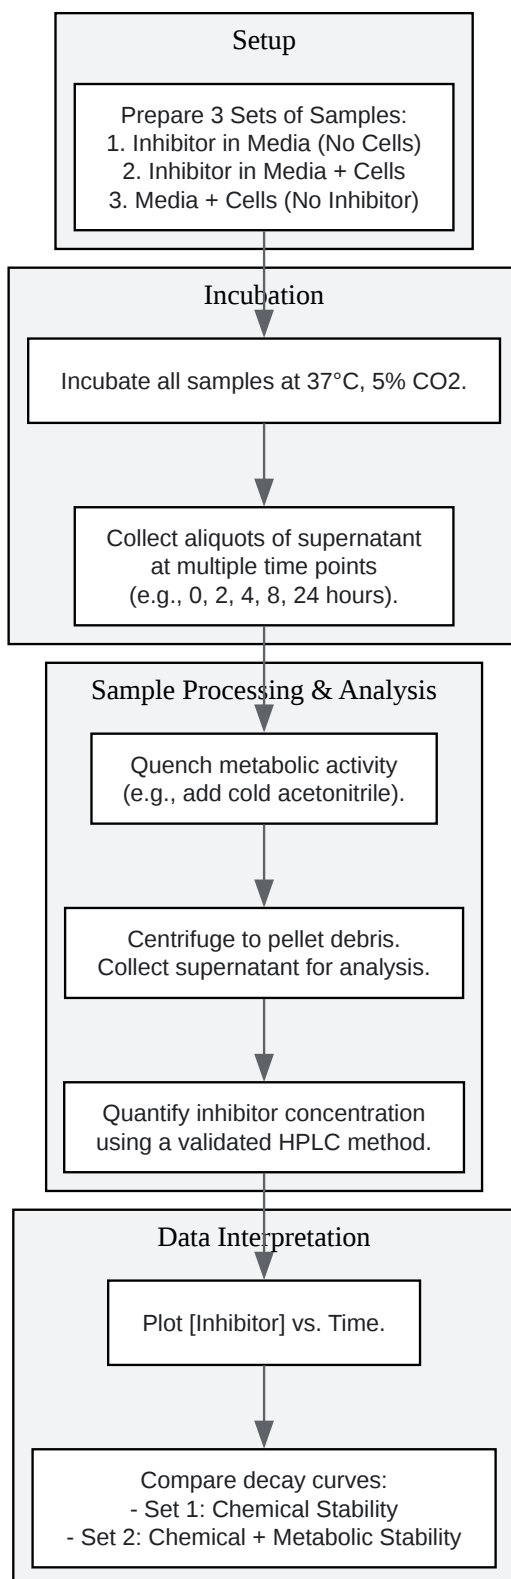 Setup
Prepare 3 Sets of Samples:
1. Inhibitor in Media (No Cells)
2. Inhibitor in Media + Cells
3. Media + Cells (No Inhibitor)
Incubation
Incubate all samples at 37°C, 5% CO2.
Collect aliquots of supernatant
at multiple time points
(e.g., 0, 2, 4, 8, 24 hours).
Sample Processing & Analysis
Quench metabolic activity
(e.g., add cold acetonitrile).
Centrifuge to pellet debris.
Collect supernatant for analysis.
Quantify inhibitor concentration
using a validated HPLC method.
Data Interpretation
Plot [Inhibitor] vs. Time.
Compare decay curves:
- Set 1: Chemical Stability
- Set 2: Chemical + Metabolic Stability